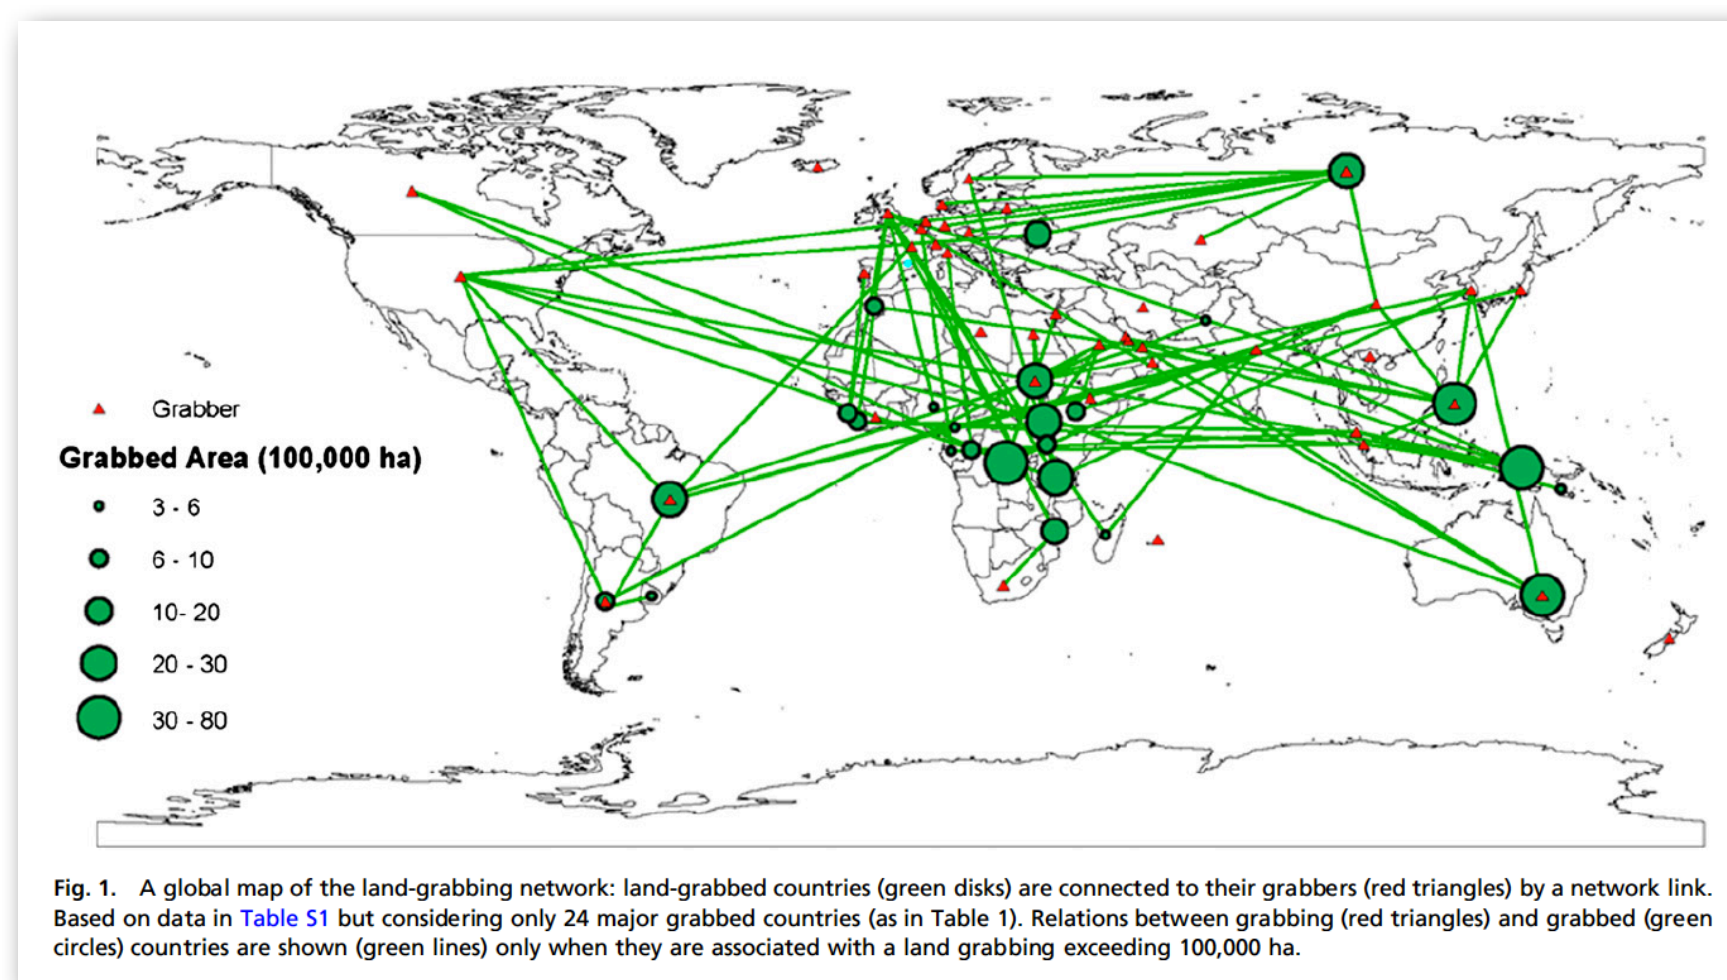 Grabber
Grabbed Area (100,000 ha)
3 - 6
6 - 10
10- 20
20 - 30
30 - 80
Fig. 1. A global map of the land-grabbing network: land-grabbed countries (green disks) are connected to their grabbers (red triangles) by a network link.
Based on data in Table S1 but considering only 24 major grabbed countries (as in Table 1). Relations between grabbing (red triangles) and grabbed (green
circles) countries are shown (green lines) only when they are associated with a land grabbing exceeding 100,000 ha.